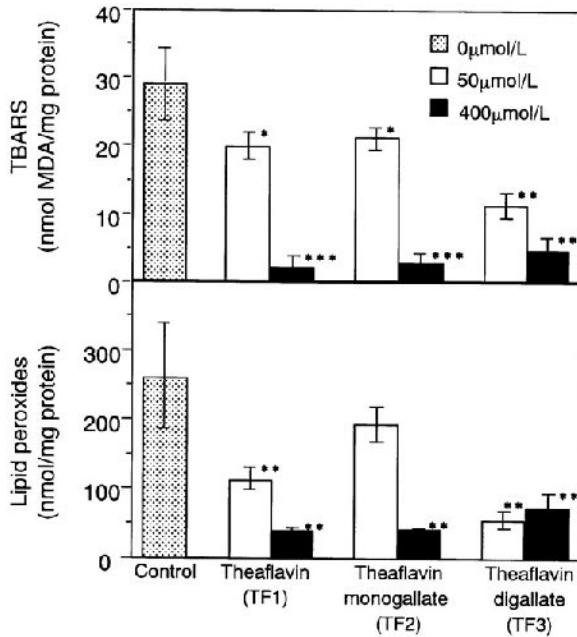 40
30
20
10
0
TBARS
(nmol MDA/mg protein)
0μmol/L
50μmol/L
400μmol/L
*
***
*
***
**
**
300
200
100
0
Lipid peroxides
(nmol/mg protein)
**
**
**
**
**
Control
Theaflavin
(TF1)
Theaflavin
monogallate
(TF2)
Theaflavin
digallate
(TF3)